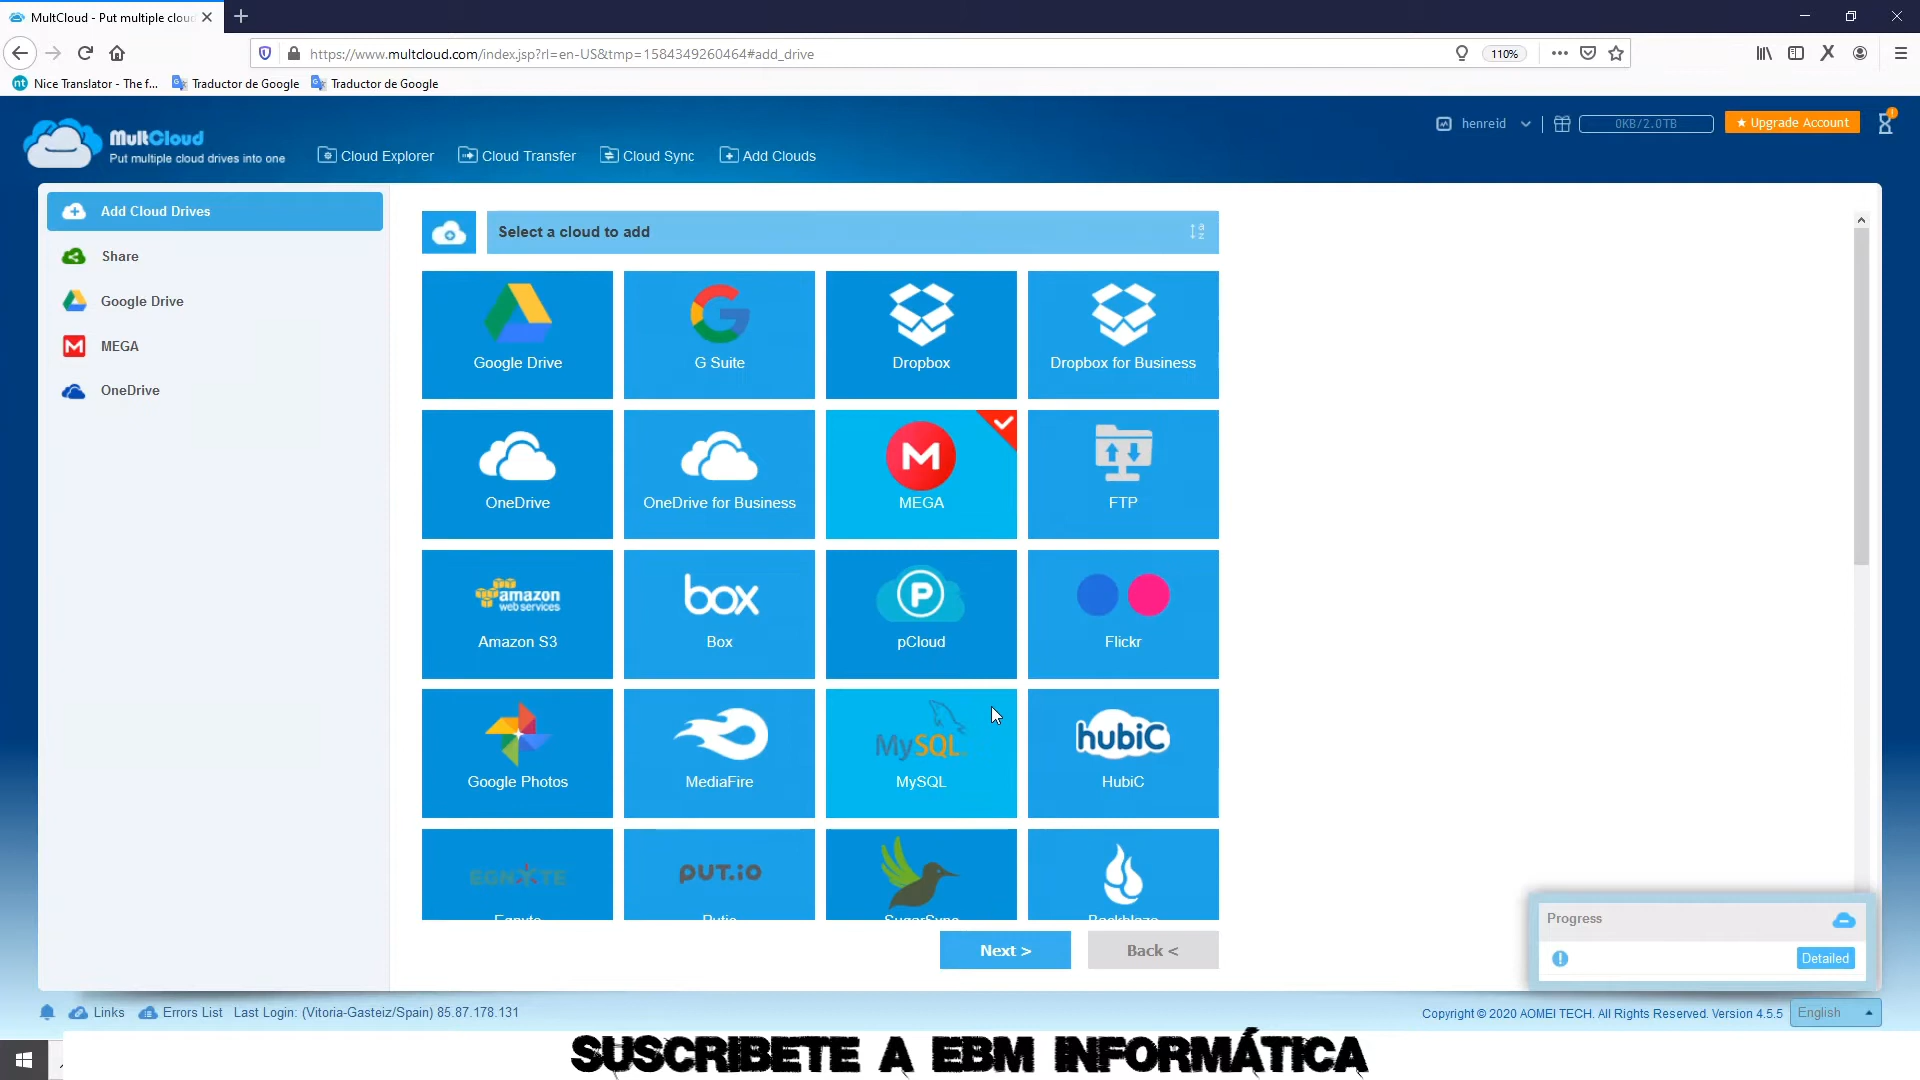 MultCloud - Put multiple cloud
https://www.multcloud.com/index.jsp?rl=en-US&tmp=1584349260464#add_drive
110%
Nice Translator - The f...
Traductor de Google
Traductor de Google
MultCloud
Put multiple cloud drives into one
Cloud Explorer
Cloud Transfer
Cloud Sync
Add Clouds
henreid
0KB/2.0TB
Upgrade Account
Add Cloud Drives
Share
Google Drive
MEGA
OneDrive
Select a cloud to add
Google Drive
G Suite
Dropbox
Dropbox for Business
OneDrive
OneDrive for Business
MEGA
FTP
amazon
web services
Amazon S3
box
Box
pCloud
Flickr
Google Photos
MediaFire
MySQL
MySQL
hubiC
HubiC
EGNYTE
Egnyte
PUT.IO
Putio
SugarSync
Backblaze
Next >
Back <
Progress
Detailed
Links
Errors List
Last Login: (Vitoria-Gasteiz/Spain) 85.87.178.131
Copyright © 2020 AOMEI TECH. All Rights Reserved. Version 4.5.5
English
SUSCRIBETE A EBM INFORMÁTICA